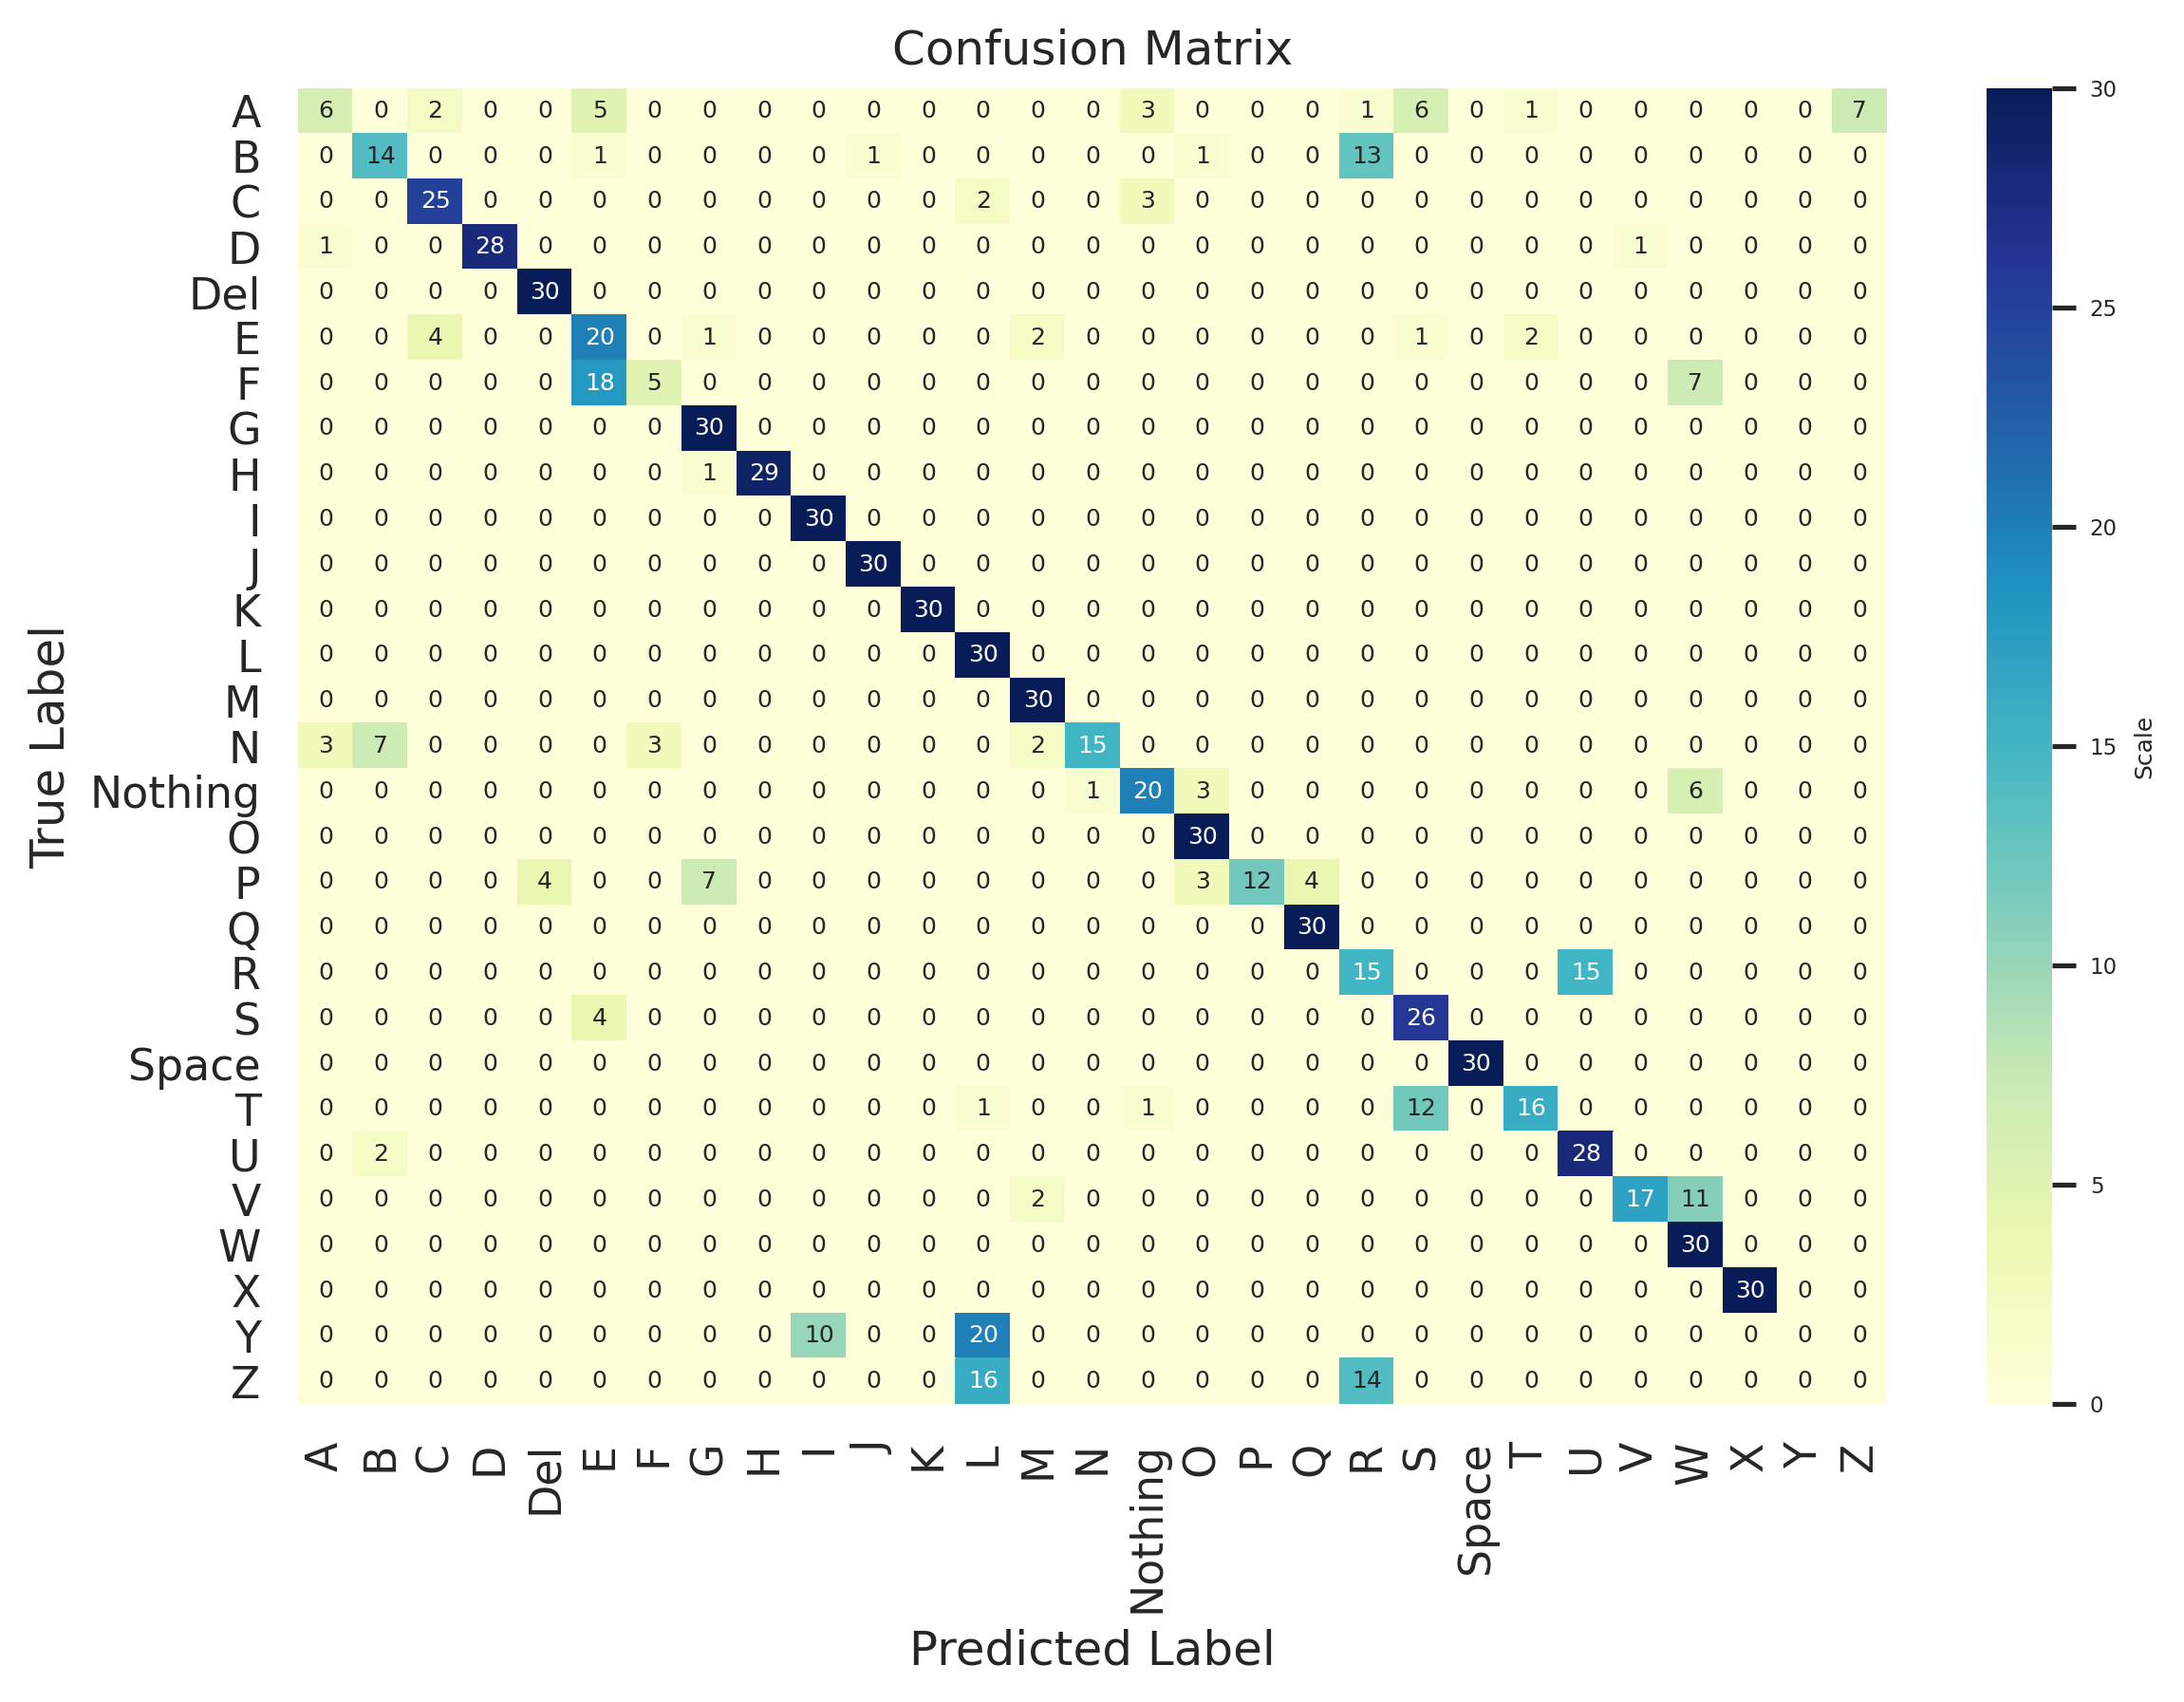 Confusion Matrix
A 6 0 2 0 0 5 0 0 0 0 0 0 0 0 0 3 0 0 0 1 6 0 1 0 0 0 0 0 7
B 0 14 0 0 0 1 0 0 0 0 1 0 0 0 0 0 1 0 0 13 0 0 0 0 0 0 0 0 0
C 0 0 25 0 0 0 0 0 0 0 0 0 2 0 0 3 0 0 0 0 0 0 0 0 0 0 0 0 0
D 1 0 0 28 0 0 0 0 0 0 0 0 0 0 0 0 0 0 0 0 0 0 0 0 1 0 0 0 0
Del 0 0 0 0 30 0 0 0 0 0 0 0 0 0 0 0 0 0 0 0 0 0 0 0 0 0 0 0 0
E 0 0 4 0 0 20 0 1 0 0 0 0 0 2 0 0 0 0 0 0 1 0 2 0 0 0 0 0 0
F 0 0 0 0 0 18 5 0 0 0 0 0 0 0 0 0 0 0 0 0 0 0 0 0 0 7 0 0 0
G 0 0 0 0 0 0 0 30 0 0 0 0 0 0 0 0 0 0 0 0 0 0 0 0 0 0 0 0 0
H 0 0 0 0 0 0 0 1 29 0 0 0 0 0 0 0 0 0 0 0 0 0 0 0 0 0 0 0 0
I 0 0 0 0 0 0 0 0 0 30 0 0 0 0 0 0 0 0 0 0 0 0 0 0 0 0 0 0 0
J 0 0 0 0 0 0 0 0 0 0 30 0 0 0 0 0 0 0 0 0 0 0 0 0 0 0 0 0 0
K 0 0 0 0 0 0 0 0 0 0 0 30 0 0 0 0 0 0 0 0 0 0 0 0 0 0 0 0 0
L 0 0 0 0 0 0 0 0 0 0 0 0 30 0 0 0 0 0 0 0 0 0 0 0 0 0 0 0 0
M 0 0 0 0 0 0 0 0 0 0 0 0 0 30 0 0 0 0 0 0 0 0 0 0 0 0 0 0 0
N 3 7 0 0 0 0 3 0 0 0 0 0 0 2 15 0 0 0 0 0 0 0 0 0 0 0 0 0 0
Nothing 0 0 0 0 0 0 0 0 0 0 0 0 0 0 1 20 3 0 0 0 0 0 0 0 0 6 0 0 0
O 0 0 0 0 0 0 0 0 0 0 0 0 0 0 0 0 30 0 0 0 0 0 0 0 0 0 0 0 0
P 0 0 0 0 4 0 0 7 0 0 0 0 0 0 0 0 3 12 4 0 0 0 0 0 0 0 0 0 0
Q 0 0 0 0 0 0 0 0 0 0 0 0 0 0 0 0 0 0 30 0 0 0 0 0 0 0 0 0 0
R 0 0 0 0 0 0 0 0 0 0 0 0 0 0 0 0 0 0 0 15 0 0 0 15 0 0 0 0 0
S 0 0 0 0 0 4 0 0 0 0 0 0 0 0 0 0 0 0 0 0 26 0 0 0 0 0 0 0 0
Space 0 0 0 0 0 0 0 0 0 0 0 0 0 0 0 0 0 0 0 0 0 30 0 0 0 0 0 0 0
T 0 0 0 0 0 0 0 0 0 0 0 0 1 0 0 1 0 0 0 0 12 0 16 0 0 0 0 0 0
U 0 2 0 0 0 0 0 0 0 0 0 0 0 0 0 0 0 0 0 0 0 0 0 28 0 0 0 0 0
V 0 0 0 0 0 0 0 0 0 0 0 0 0 2 0 0 0 0 0 0 0 0 0 0 17 11 0 0 0
W 0 0 0 0 0 0 0 0 0 0 0 0 0 0 0 0 0 0 0 0 0 0 0 0 0 30 0 0 0
X 0 0 0 0 0 0 0 0 0 0 0 0 0 0 0 0 0 0 0 0 0 0 0 0 0 0 30 0 0
Y 0 0 0 0 0 0 0 0 0 10 0 0 20 0 0 0 0 0 0 0 0 0 0 0 0 0 0 0 0
Z 0 0 0 0 0 0 0 0 0 0 0 0 16 0 0 0 0 0 0 14 0 0 0 0 0 0 0 0 0
A B C D Del E F G H I J K L M N Nothing O P Q R S Space T U V W X Y Z
Predicted Label
True Label
30
25
20
15
10
5
0
Scale